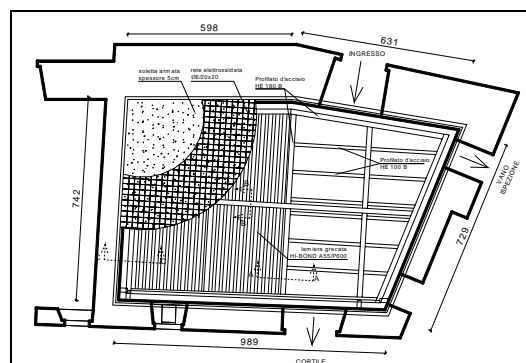 598
631
INGRESSO
soletta armata
spessore 5cm
rete elettrosaldata
Ø6/20x20
Profilato d'acciaio
HE 180 B
Profilato d'acciaio
HE 100 B
VANO
ISPEZIONE
742
729
lamiera grecata
HI-BOND A55/P600
A
A
A
A
B
B
989
CORTILE